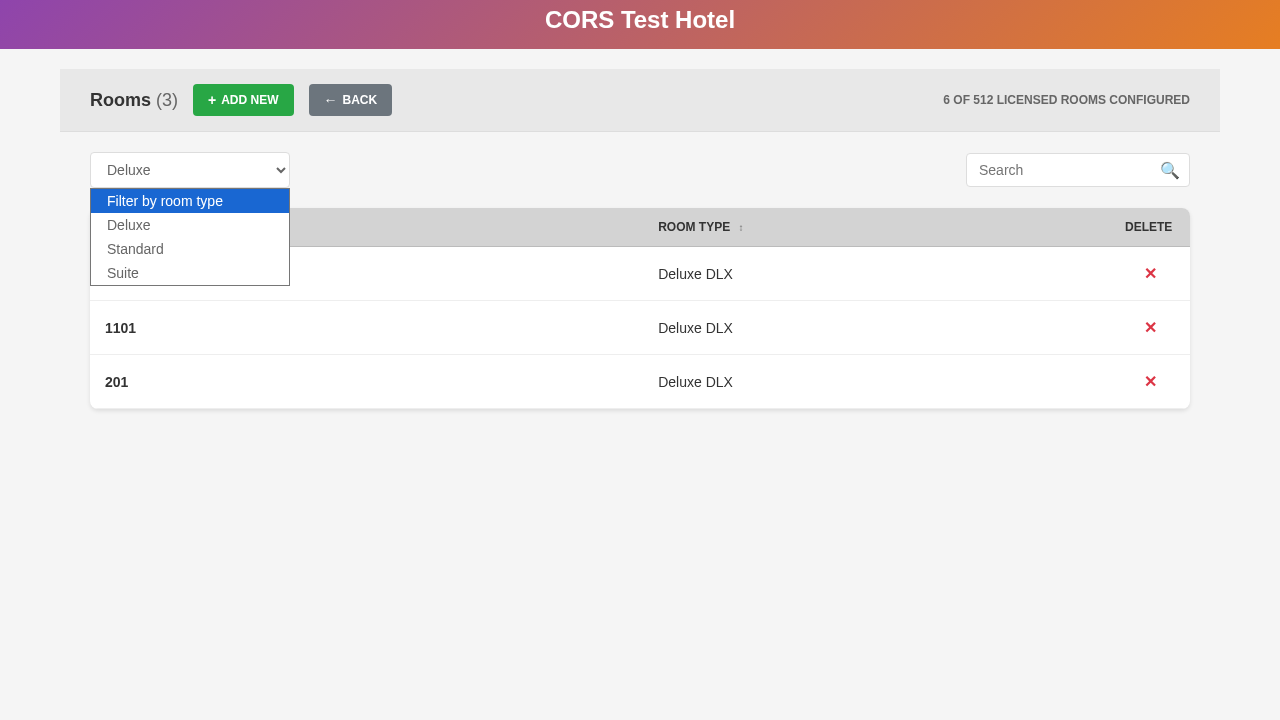 CORS Test Hotel
Rooms (3)
+ ADD NEW
← BACK
6 OF 512 LICENSED ROOMS CONFIGURED
Deluxe
Search
Filter by room type
Deluxe
Standard
Suite
ROOM TYPE ↕
DELETE
Deluxe DLX ✕
1101 Deluxe DLX ✕
201 Deluxe DLX ✕